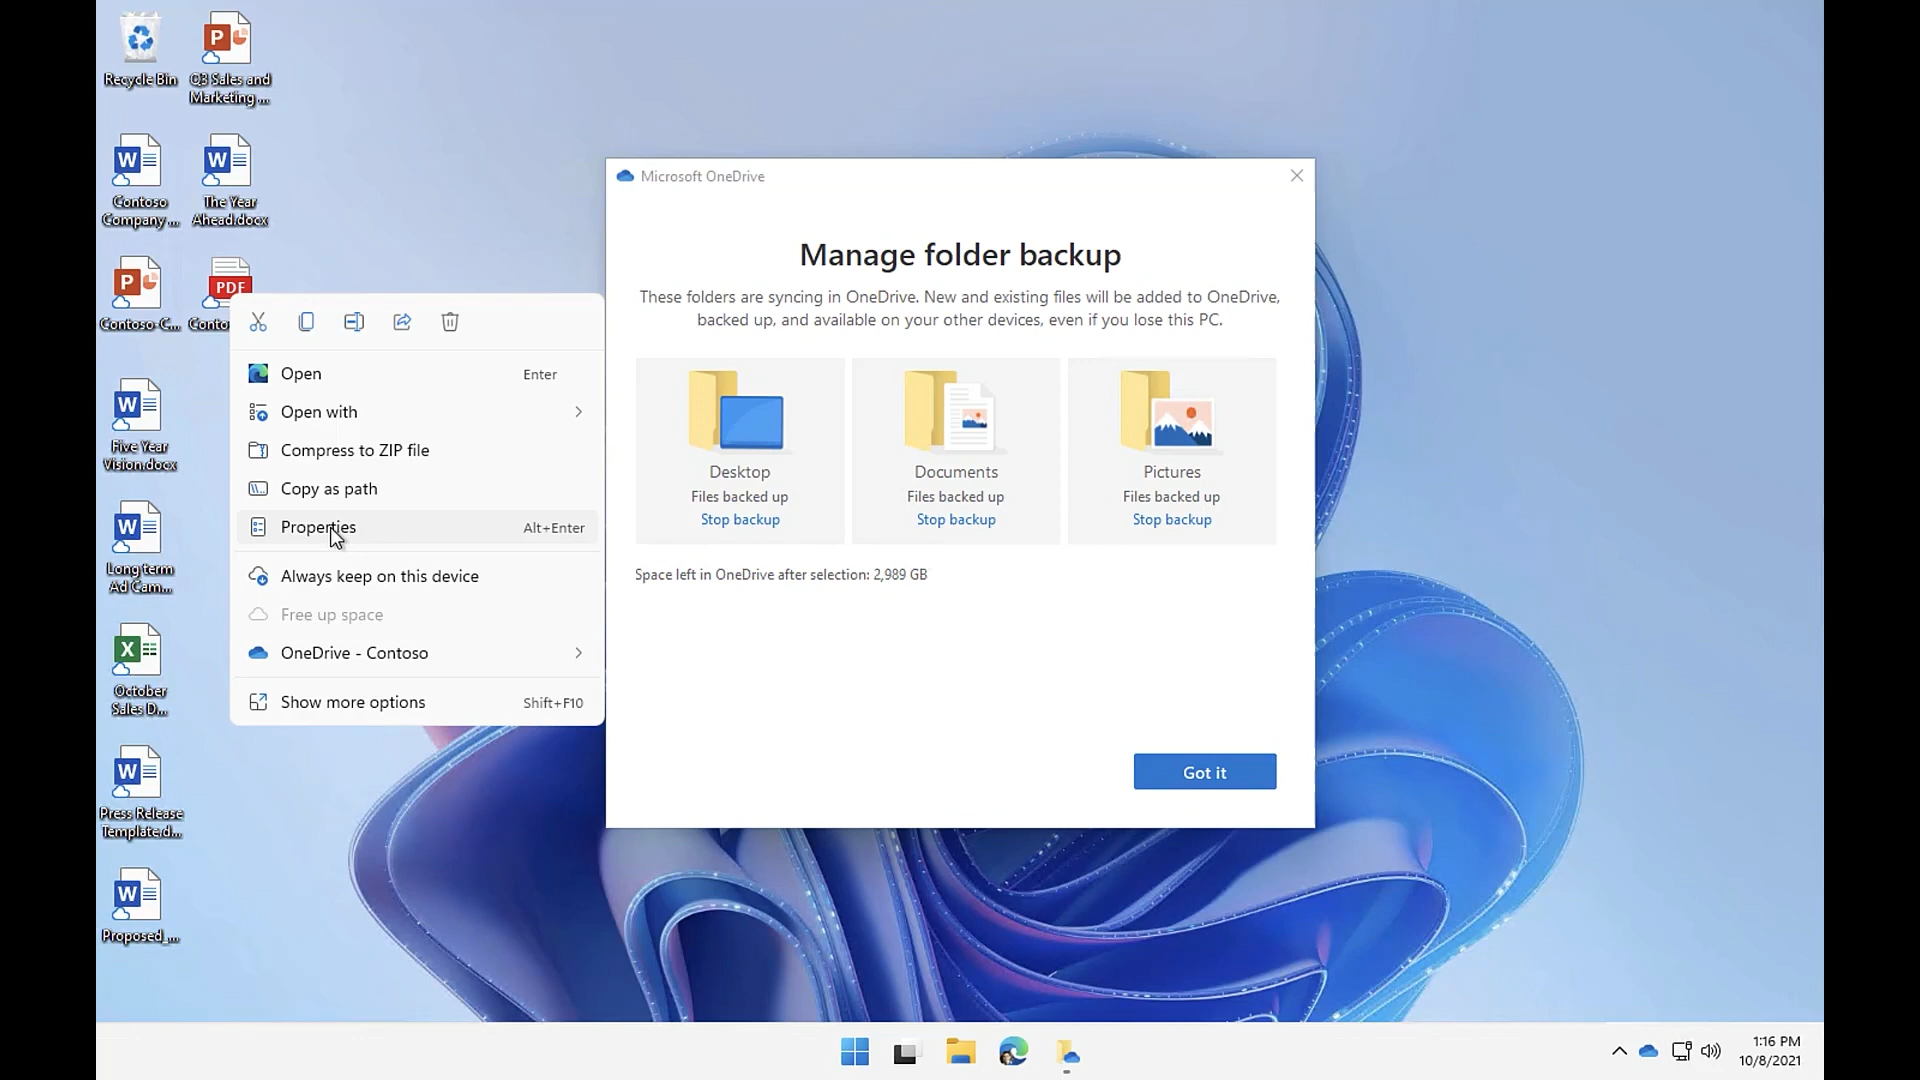 Recycle Bin
Q3 Sales and
Marketing ...
Contoso
Company ...
The Year
Ahead.docx
Contoso-C...
Conto
PDF
Five Year
Vision.docx
Long term
Ad Cam...
October
Sales D...
Press Release
Template.d...
Proposed_...
Open Enter
Open with
Compress to ZIP file
Copy as path
Properties Alt+Enter
Always keep on this device
Free up space
OneDrive - Contoso
Show more options Shift+F10
Microsoft OneDrive
Manage folder backup
These folders are syncing in OneDrive. New and existing files will be added to OneDrive,
backed up, and available on your other devices, even if you lose this PC.
Desktop
Files backed up
Stop backup
Documents
Files backed up
Stop backup
Pictures
Files backed up
Stop backup
Space left in OneDrive after selection: 2,989 GB
Got it
1:16 PM
10/8/2021